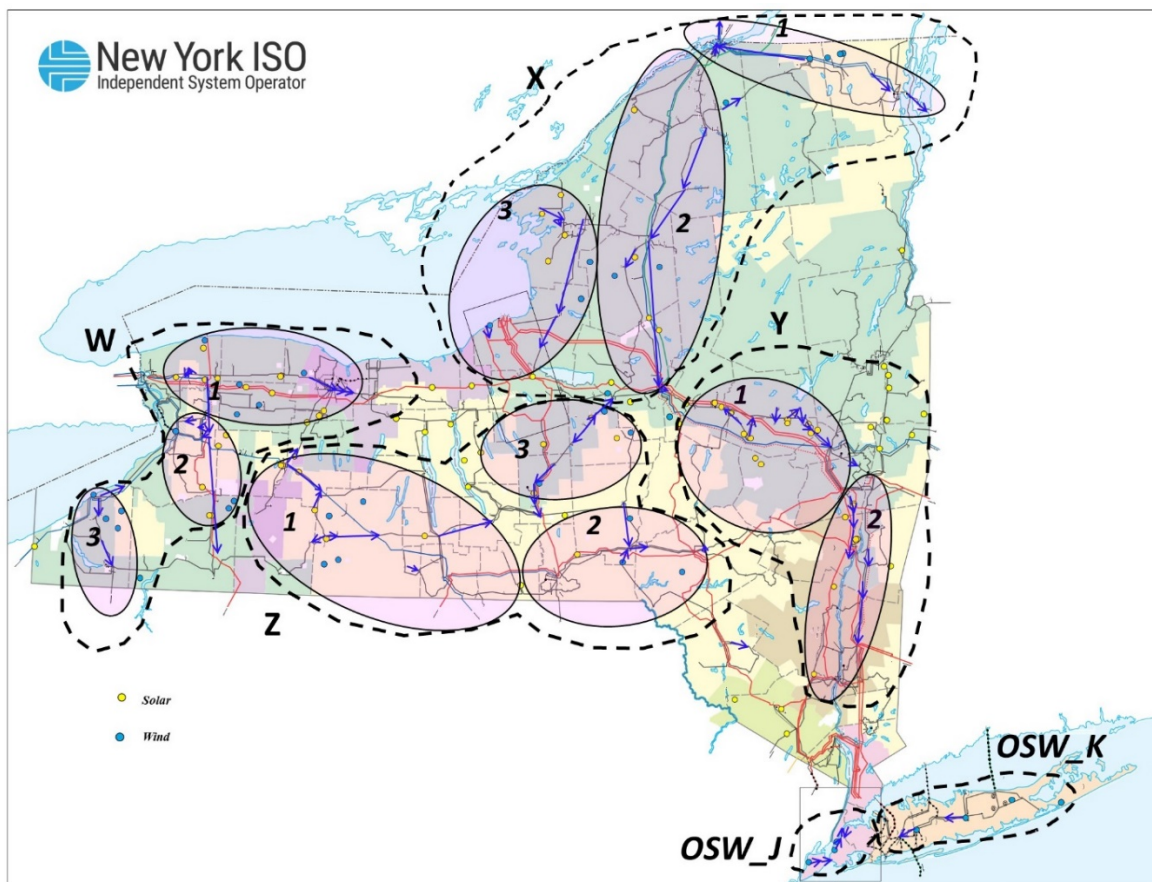 New York ISO
Independent System Operator
1
X
2
3
W
1
Y
1
2
3
3
1
2
2
Z
Solar
Wind
OSW_K
OSW_J